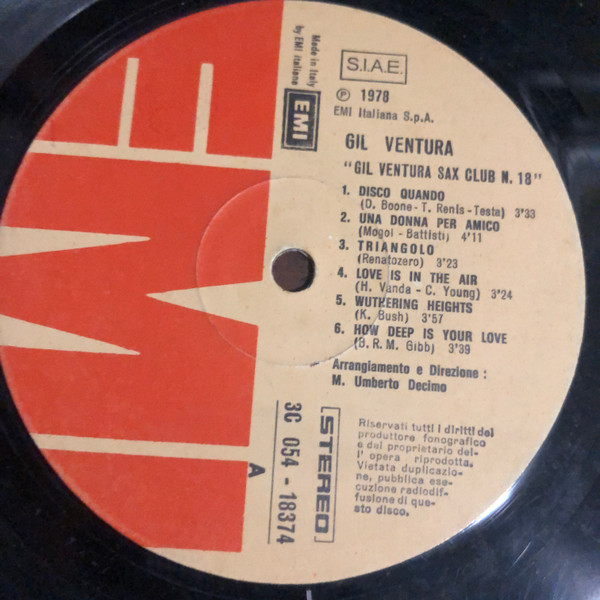 EMI
Made in Italy
by EMI italiana
EMI
S.I.A.E.
Ⓟ 1978
EMI Italiana S.p.A.
GIL VENTURA
"GIL VENTURA SAX CLUB N. 18"
1. DISCO QUANDO
(D. Boone - T. Renis - Testa) 3'33
2. UNA DONNA PER AMICO
(Mogol - Battisti) 4'11
3. TRIANGOLO
(Renatozero) 3'23
4. LOVE IS IN THE AIR
(H. Vanda - C. Young) 3'24
5. WUTHERING HEIGHTS
(K. Bush) 3'57
6. HOW DEEP IS YOUR LOVE
(B. R. M. Gibb) 3'39
Arrangiamento e Direzione :
M. Umberto Decimo
3C 054 - 18374
A
STEREO
Riservati tutti i diritti del
produttore fonografico
e del proprietario del-
l' opera riprodotta.
Vietata duplicazio-
ne, pubblica ese-
cuzione radiodif-
fusione di que-
sto disco.